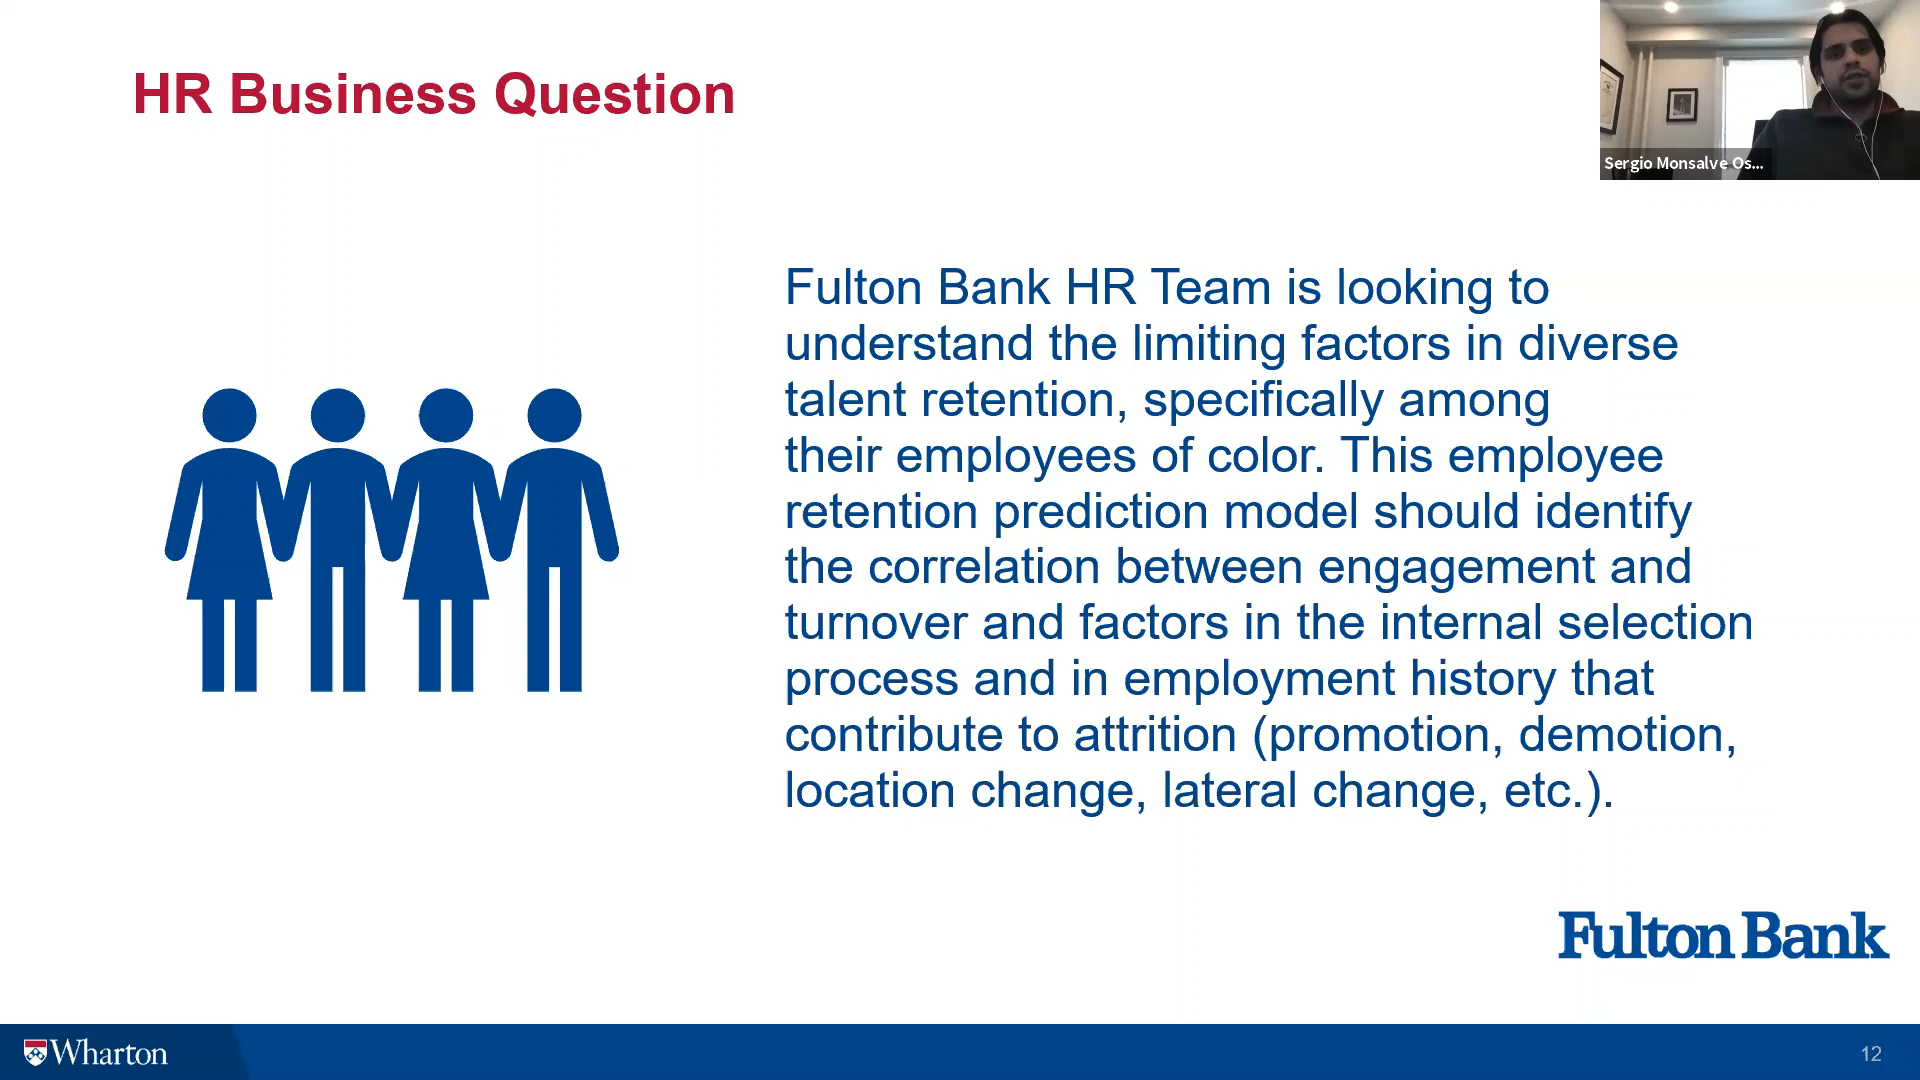 HR Business Question
Sergio Monsalve Os...
Fulton Bank HR Team is looking to
understand the limiting factors in diverse
talent retention, specifically among
their employees of color. This employee
retention prediction model should identify
the correlation between engagement and
turnover and factors in the internal selection
process and in employment history that
contribute to attrition (promotion, demotion,
location change, lateral change, etc.).
Fulton Bank
Wharton
12